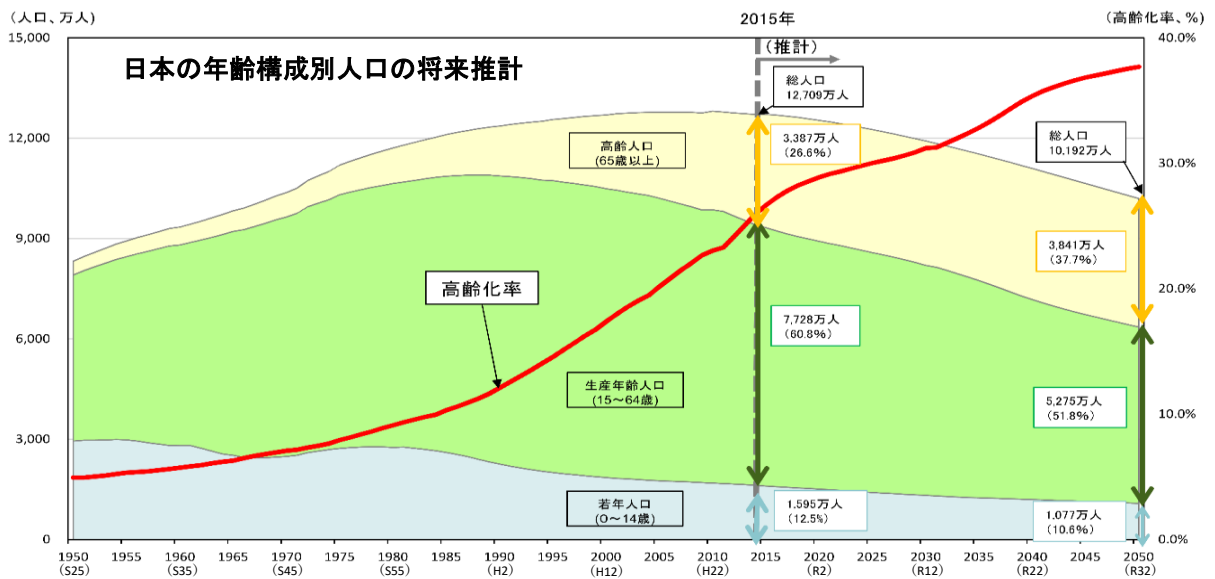 (人口、万人)
2015年
(高齢化率、%)
15,000
12,000
9,000
6,000
3,000
0
40.0%
30.0%
20.0%
10.0%
0.0%
日本の年齢構成別人口の将来推計
(推計)
総人口
12,709万人
総人口
10,192万人
高齢人口
(65歳以上)
3,387万人
(26.6%)
3,841万人
(37.7%)
高齢化率
7,728万人
(60.8%)
生産年齢人口
(15~64歳)
5,275万人
(51.8%)
若年人口
(0~14歳)
1,595万人
(12.5%)
1,077万人
(10.6%)
1950 1955 1960 1965 1970 1975 1980 1985 1990 1995 2000 2005 2010 2015 2020 2025 2030 2035 2040 2045 2050
(S25) (S35) (S45) (S55) (H2) (H12) (H22) (R2) (R12) (R22) (R32)